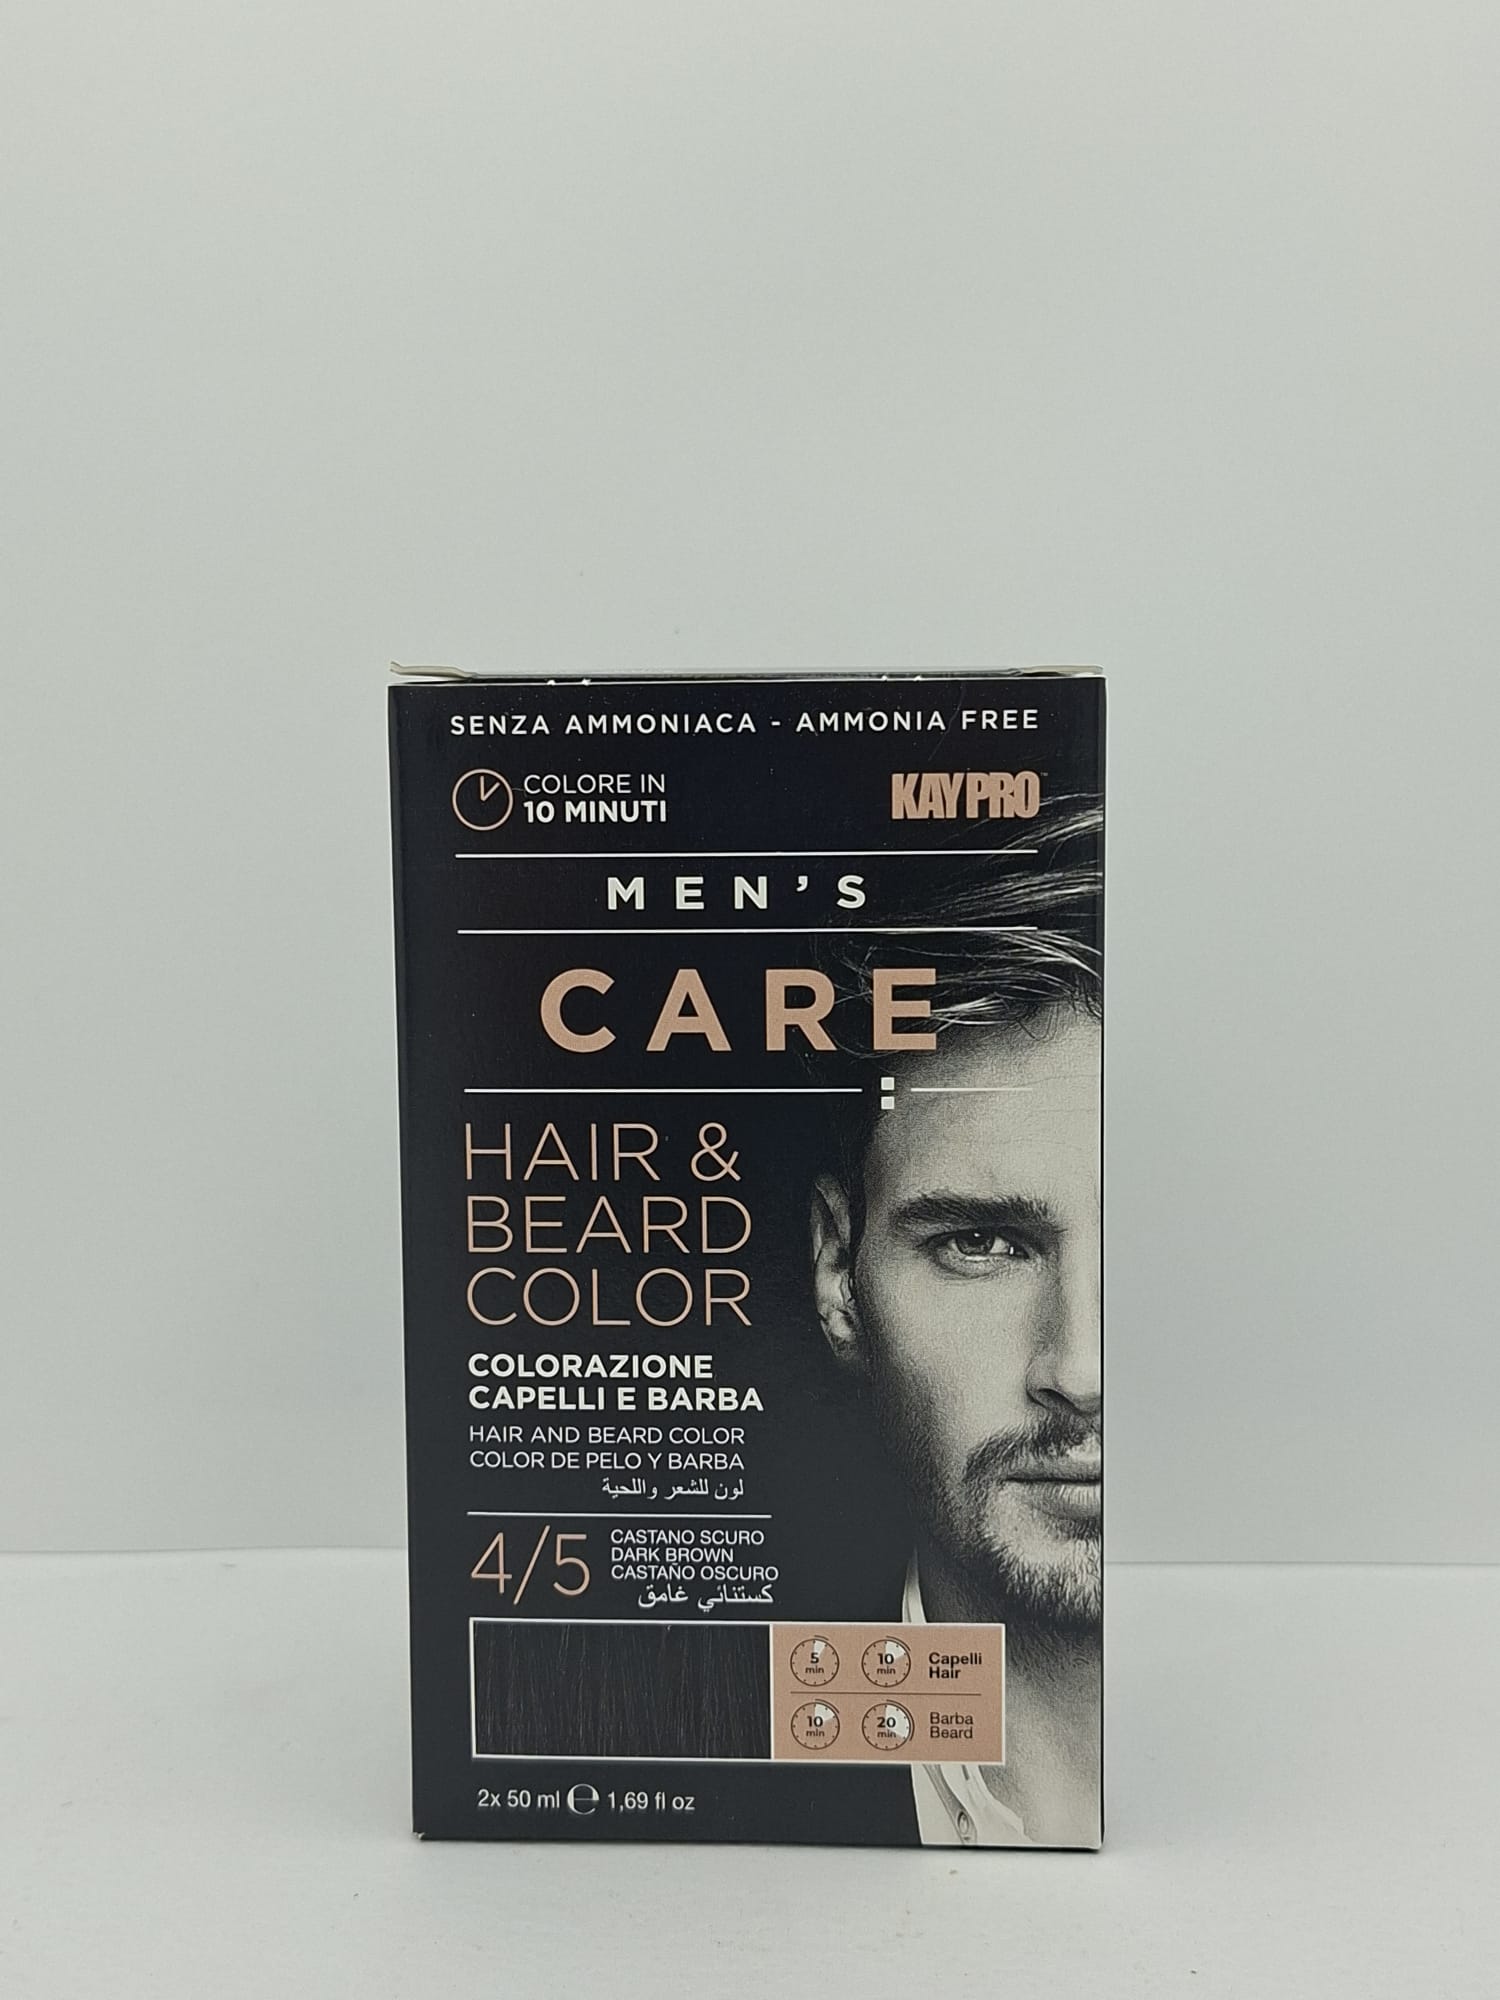 SENZA AMMONIACA - AMMONIA FREE
COLORE IN
10 MINUTI
KAYPRO™
MEN'S
CARE
HAIR &
BEARD
COLOR
COLORAZIONE
CAPELLI E BARBA
HAIR AND BEARD COLOR
COLOR DE PELO Y BARBA
لون للشعر واللحية
4/5
CASTANO SCURO
DARK BROWN
CASTAÑO OSCURO
كستنائي غامق
5 min 10 min Capelli
Hair
10 min 20 min Barba
Beard
2x 50 ml ℮ 1,69 fl oz